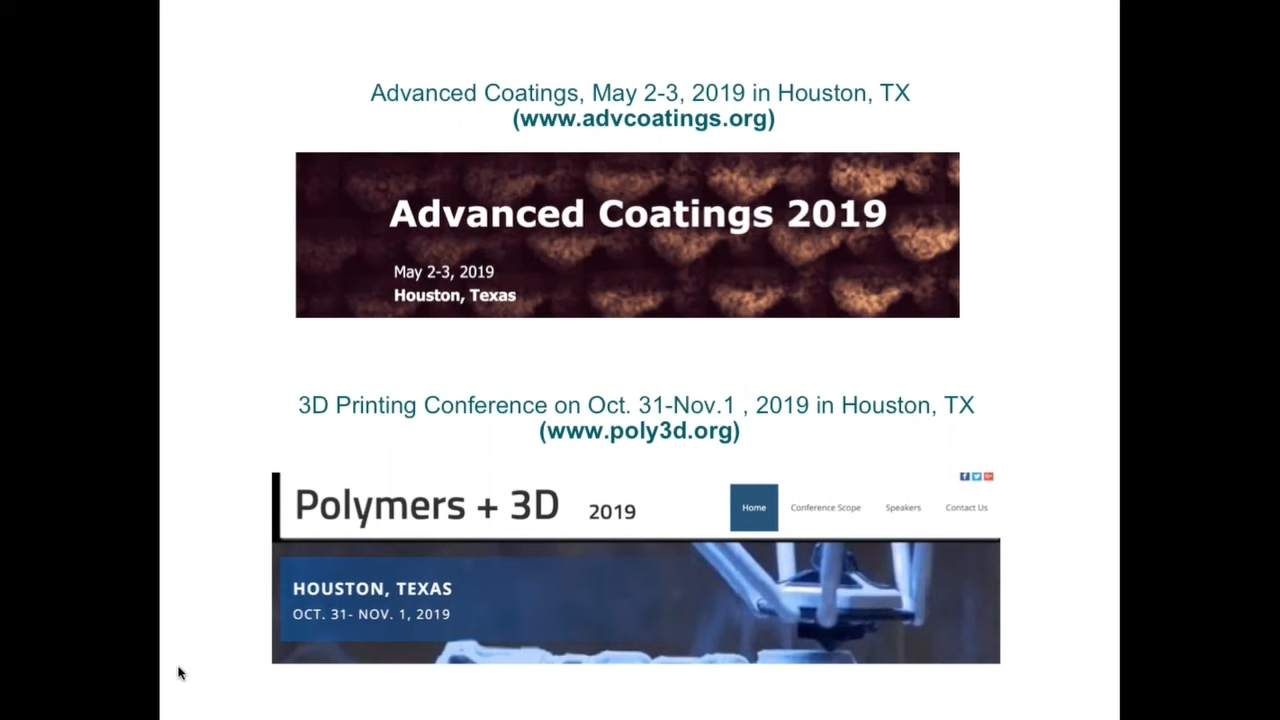 Advanced Coatings, May 2-3, 2019 in Houston, TX
(www.advcoatings.org)
Advanced Coatings 2019
May 2-3, 2019
Houston, Texas
3D Printing Conference on Oct. 31-Nov.1 , 2019 in Houston, TX
(www.poly3d.org)
Polymers + 3D 2019
Home Conference Scope Speakers Contact Us
HOUSTON, TEXAS
OCT. 31- NOV. 1, 2019